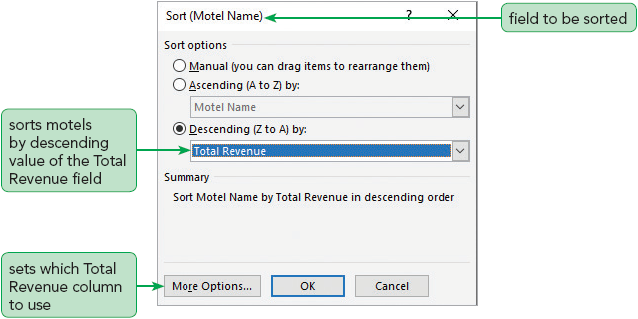 Sort (Motel Name)
?
field to be sorted
Sort options
Manual (you can drag items to rearrange them)
Ascending (A to Z) by:
Motel Name
Descending (Z to A) by:
Total Revenue
sorts motels
by descending
value of the Total
Revenue field
Summary
Sort Motel Name by Total Revenue in descending order
sets which Total
Revenue column
to use
More Options...
OK
Cancel